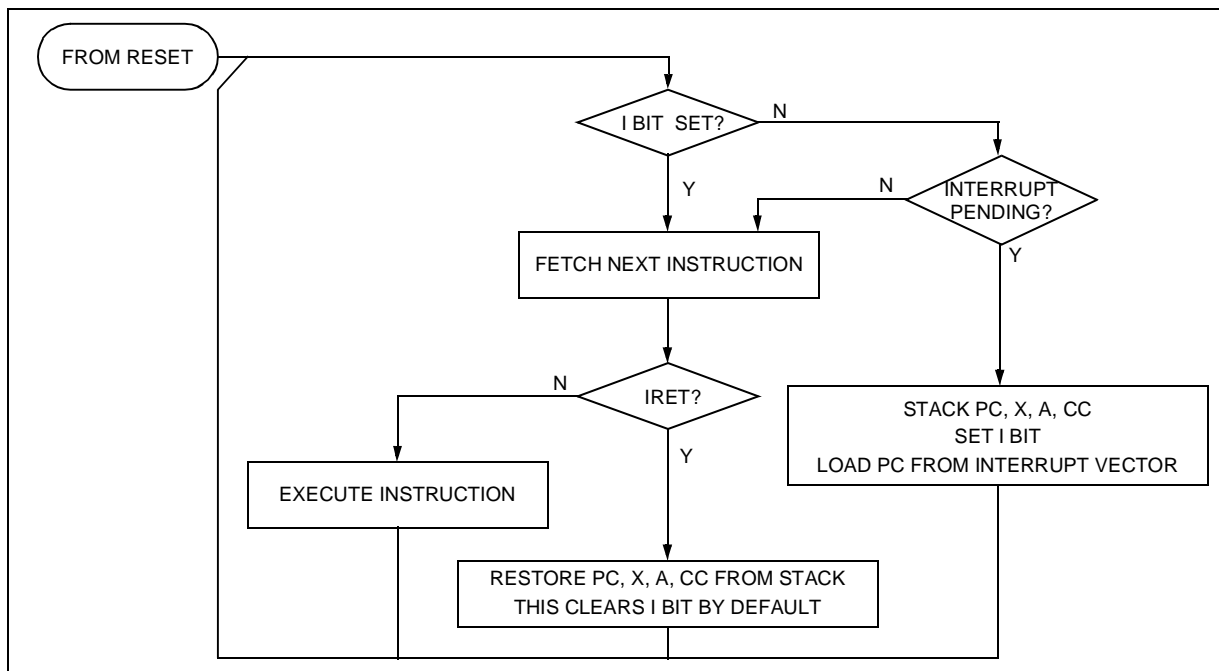 FROM RESET
I BIT SET?
N
Y
N
INTERRUPT
PENDING?
Y
FETCH NEXT INSTRUCTION
N
IRET?
Y
STACK PC, X, A, CC
SET I BIT
LOAD PC FROM INTERRUPT VECTOR
EXECUTE INSTRUCTION
RESTORE PC, X, A, CC FROM STACK
THIS CLEARS I BIT BY DEFAULT